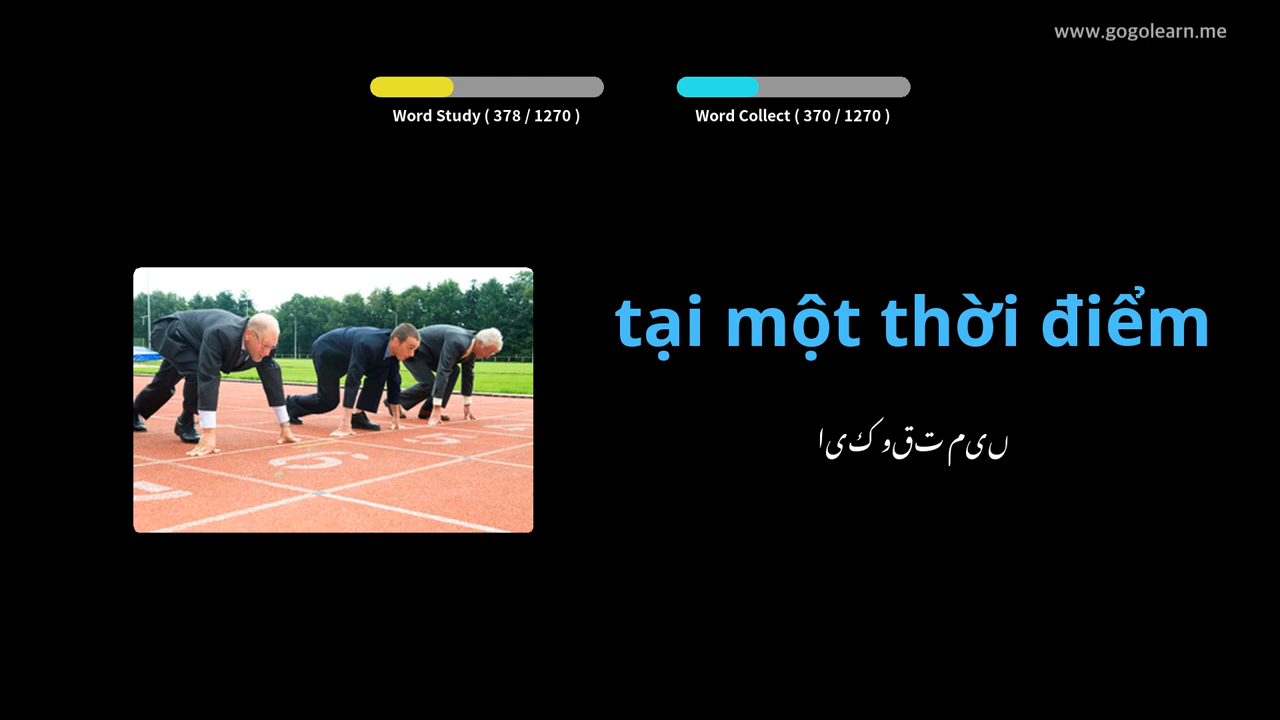 www.gogolearn.me
Word Study ( 378 / 1270 )
Word Collect ( 370 / 1270 )
tại một thời điểm
ایک وقت میں